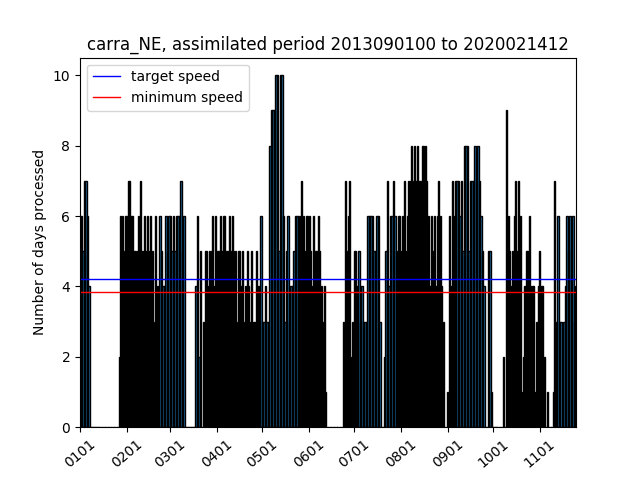 carra_NE, assimilated period 2013090100 to 2020021412
target speed
minimum speed
Number of days processed
10
8
6
4
2
0
0101 0201 0301 0401 0501 0601 0701 0801 0901 1001 1101